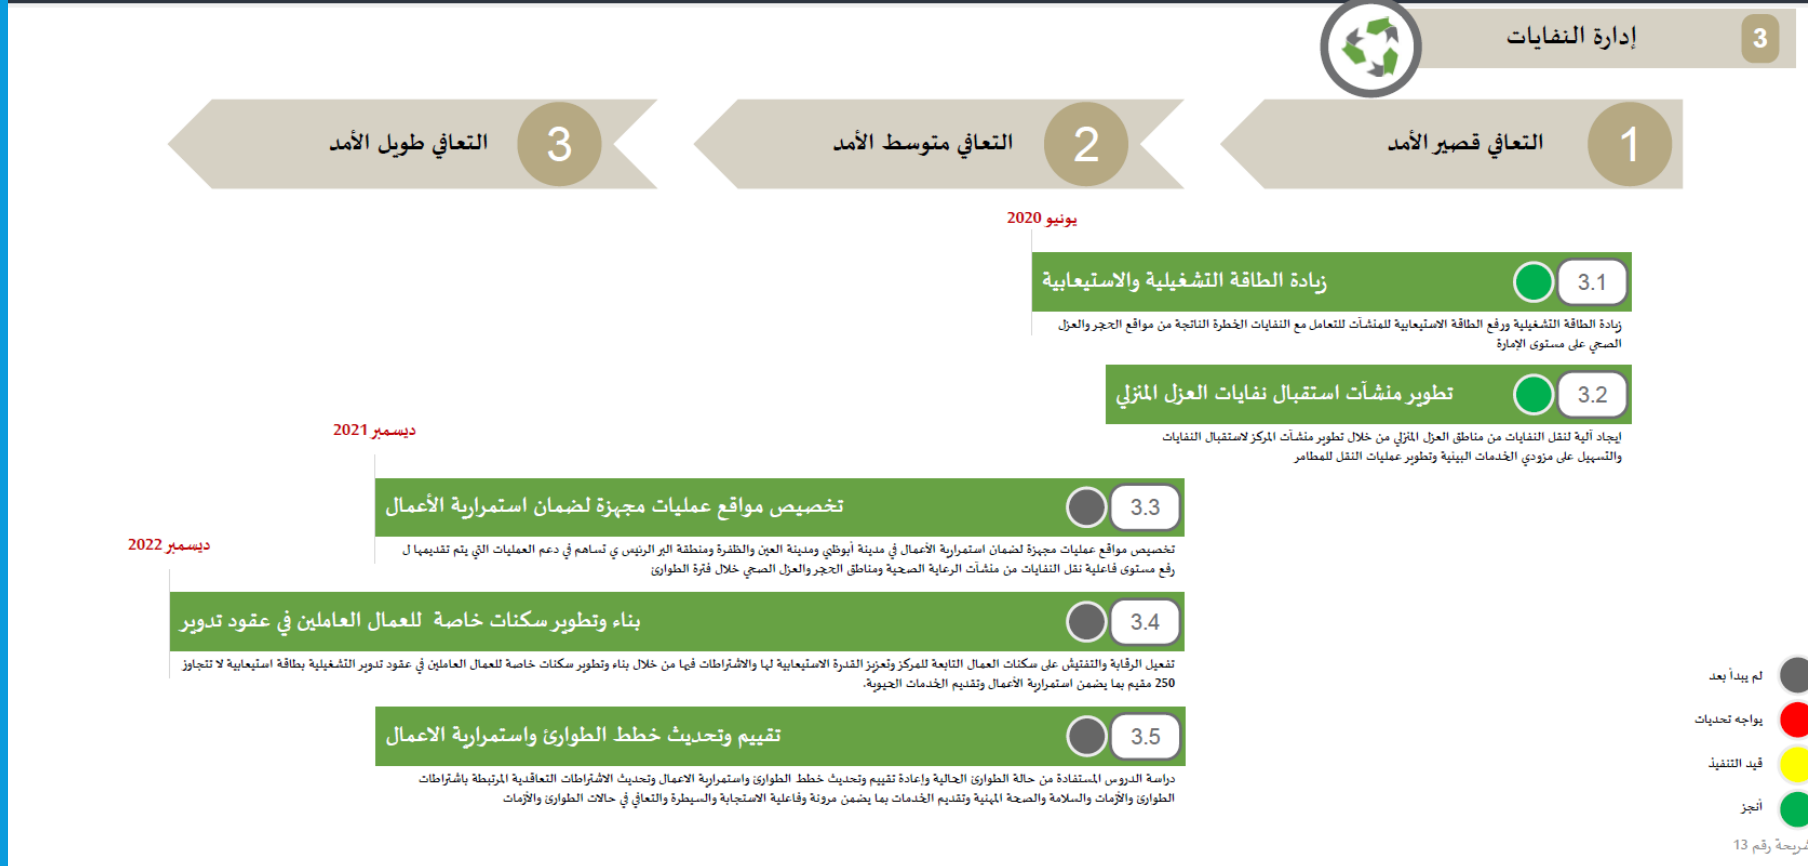 3
إدارة النفايات
1
التعافي قصير الأمد
2
التعافي متوسط الأمد
3
التعافي طويل الأمد
يونيو 2020
3.1
زيادة الطاقة التشغيلية والاستيعابية
زيادة الطاقة التشغيلية ورفع الطاقة الاستيعابية للمنشآت للتعامل مع النفايات الخطرة الناتجة من مواقع الحجر والعزل
الصحي على مستوى الإمارة
3.2
تطوير منشآت استقبال نفايات العزل المنزلي
ايجاد آلية لنقل النفايات من مناطق العزل المنزلي من خلال تطوير منشآت المركز لاستقبال النفايات
والتسهيل على مزودي الخدمات البيئية وتطوير عمليات النقل للمطامر
ديسمبر 2021
3.3
تخصيص مواقع عمليات مجهزة لضمان استمرارية الأعمال
تخصيص مواقع عمليات مجهزة لضمان استمرارية الأعمال في مدينة أبوظبي ومدينة العين والظفرة ومنطقة البر الرئيس ي تساهم في دعم العمليات التي يتم تقديمها ل
رفع مستوى فاعلية نقل النفايات من منشآت الرعاية الصحية ومناطق الحجر والعزل الصحي خلال فترة الطوارئ
ديسمبر 2022
3.4
بناء وتطوير سكنات خاصة للعمال العاملين في عقود تدوير
تفعيل الرقابة والتفتيش على سكنات العمال التابعة للمركز وتعزيز القدرة الاستيعابية لها والاشتراطات فيها من خلال بناء وتطوير سكنات خاصة للعمال العاملين في عقود تدوير التشغيلية بطاقة استيعابية لا تتجاوز
250 مقيم بما يضمن استمرارية الأعمال وتقديم الخدمات الحيوية.
3.5
تقييم وتحديث خطط الطوارئ واستمرارية الاعمال
دراسة الدروس المستفادة من حالة الطوارئ الحالية وإعادة تقييم وتحديث خطط الطوارئ واستمرارية الاعمال وتحديث الاشتراطات التعاقدية المرتبطة باشتراطات
الطوارئ والأزمات والسلامة والصحة المهنية وتقديم الخدمات بما يضمن مرونة وفاعلية الاستجابة والسيطرة والتعافي في حالات الطوارئ والأزمات
لم يبدأ بعد
يواجه تحديات
قيد التنفيذ
أنجز
شريحة رقم 13